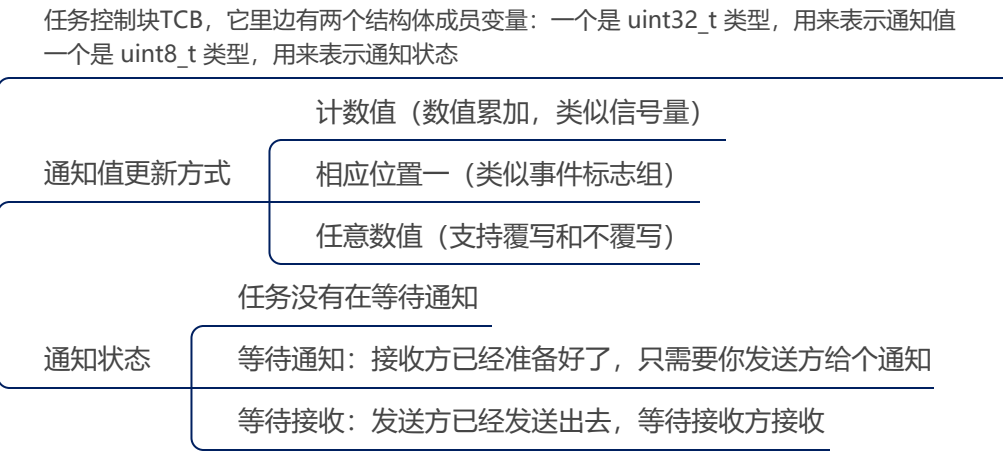 任务控制块TCB，它里边有两个结构体成员变量：一个是 uint32_t 类型，用来表示通知值
一个是 uint8_t 类型，用来表示通知状态
计数值（数值累加，类似信号量）
通知值更新方式
相应位置一（类似事件标志组）
任意数值（支持覆写和不覆写）
任务没有在等待通知
通知状态
等待通知：接收方已经准备好了，只需要你发送方给个通知
等待接收：发送方已经发送出去，等待接收方接收